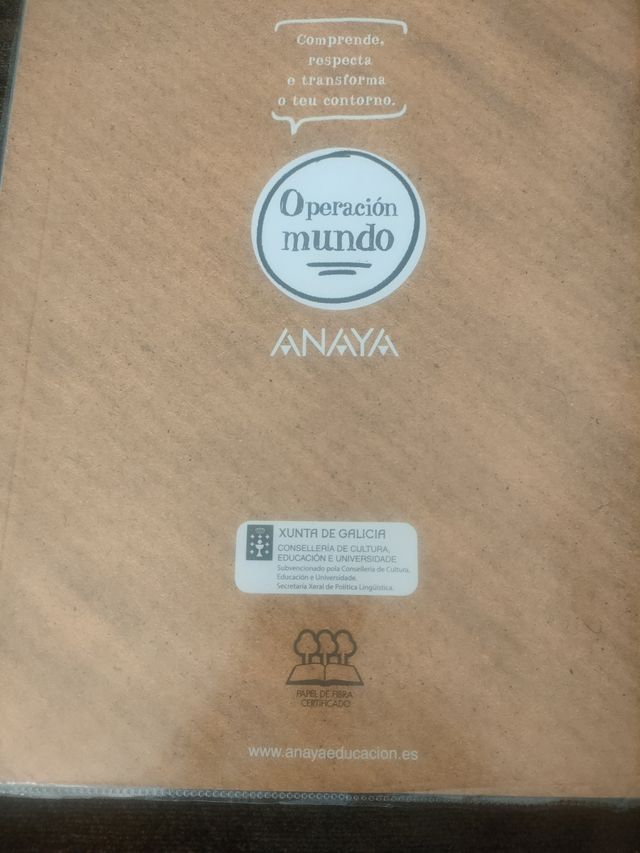 Comprende,
respecta
e transforma
o teu contorno.
Operación
mundo
ANAYA
XUNTA DE GALICIA
CONSELLERÍA DE CULTURA,
EDUCACIÓN E UNIVERSIDADE
Subvencionado pola Consellería de Cultura,
Educación e Universidade.
Secretaría Xeral de Política Lingüística.
PAPEL DE FIBRA
CERTIFICADO
www.anayaeducacion.es